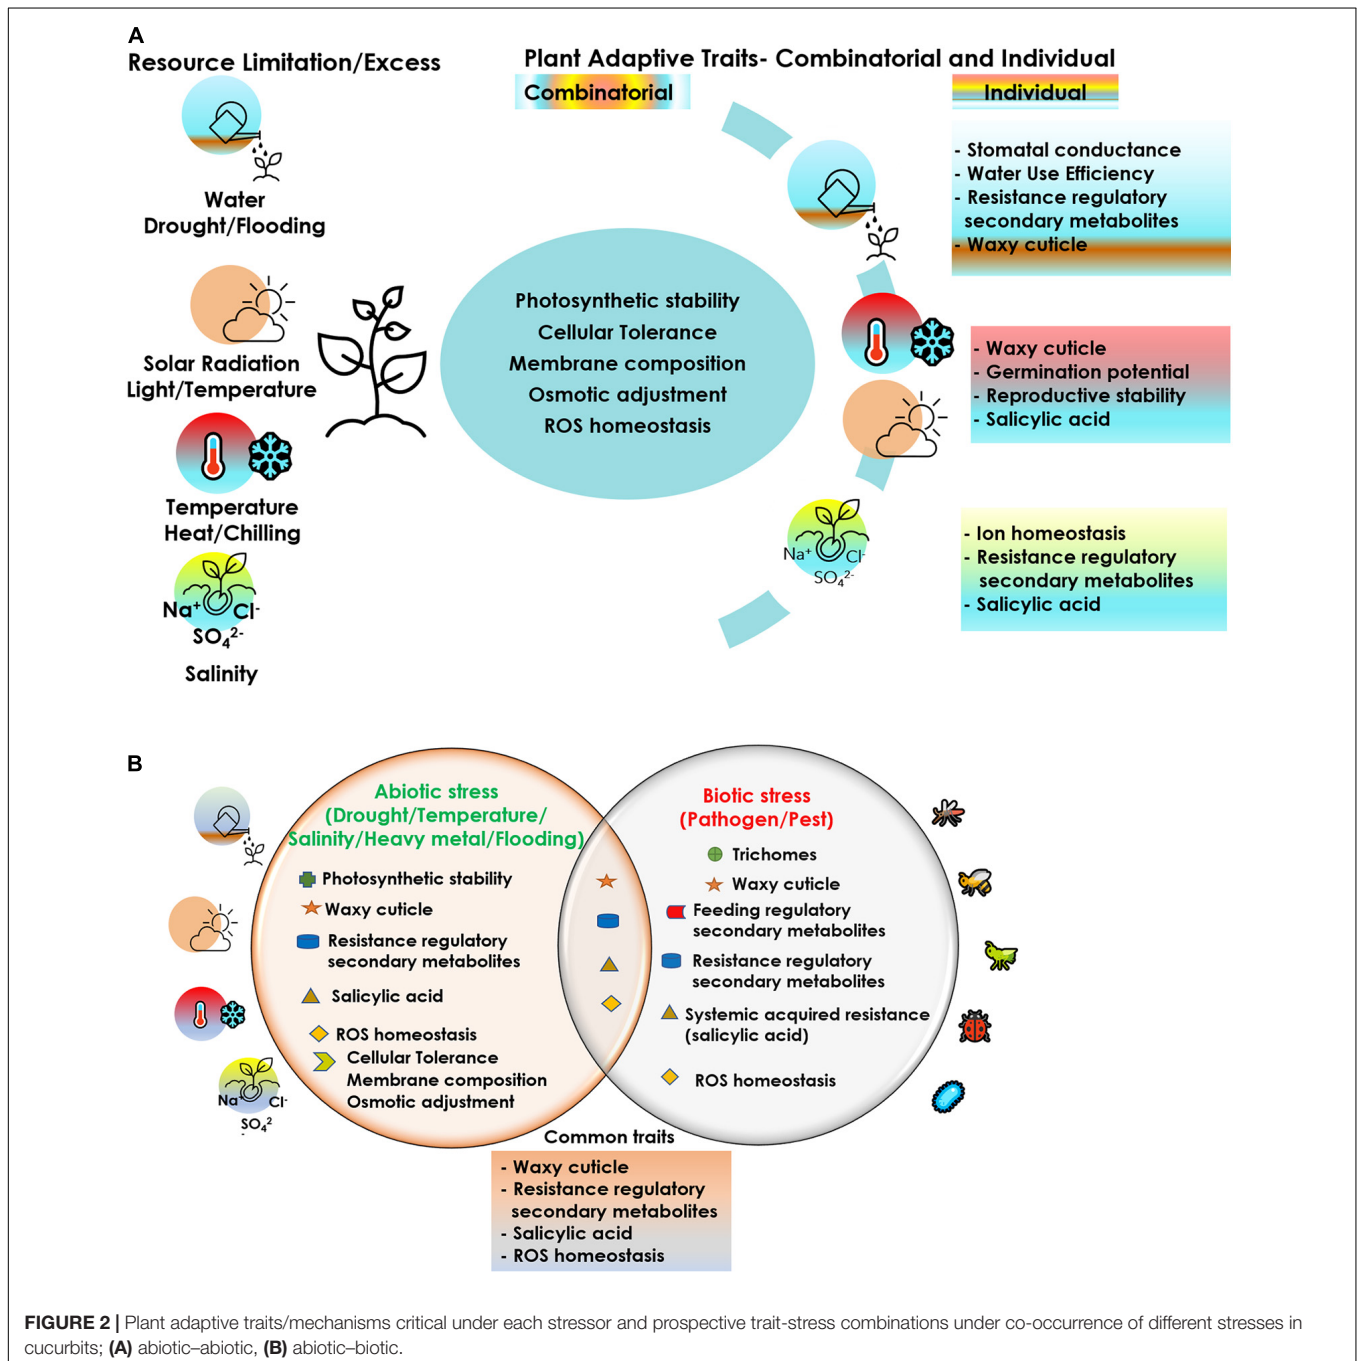 A
Resource Limitation/Excess
Plant Adaptive Traits- Combinatorial and Individual
Combinatorial
Individual
Water
Drought/Flooding
Solar Radiation
Light/Temperature
Temperature
Heat/Chilling
Na⁺ Cl⁻
SO₄²⁻
Salinity
Photosynthetic stability
Cellular Tolerance
Membrane composition
Osmotic adjustment
ROS homeostasis
Na⁺ Cl⁻
SO₄²⁻
- Stomatal conductance
- Water Use Efficiency
- Resistance regulatory
secondary metabolites
- Waxy cuticle
- Waxy cuticle
- Germination potential
- Reproductive stability
- Salicylic acid
- Ion homeostasis
- Resistance regulatory
secondary metabolites
- Salicylic acid
B
Na⁺ Cl⁻
SO₄²
-
Abiotic stress
(Drought/Temperature/
Salinity/Heavy metal/Flooding)
Photosynthetic stability
Waxy cuticle
Resistance regulatory
secondary metabolites
Salicylic acid
ROS homeostasis
Cellular Tolerance
Membrane composition
Osmotic adjustment
Biotic stress
(Pathogen/Pest)
Trichomes
Waxy cuticle
Feeding regulatory
secondary metabolites
Resistance regulatory
secondary metabolites
Systemic acquired resistance
(salicylic acid)
ROS homeostasis
Common traits
- Waxy cuticle
- Resistance regulatory
secondary metabolites
- Salicylic acid
- ROS homeostasis
FIGURE 2 | Plant adaptive traits/mechanisms critical under each stressor and prospective trait-stress combinations under co-occurrence of different stresses in
cucurbits; (A) abiotic–abiotic, (B) abiotic–biotic.